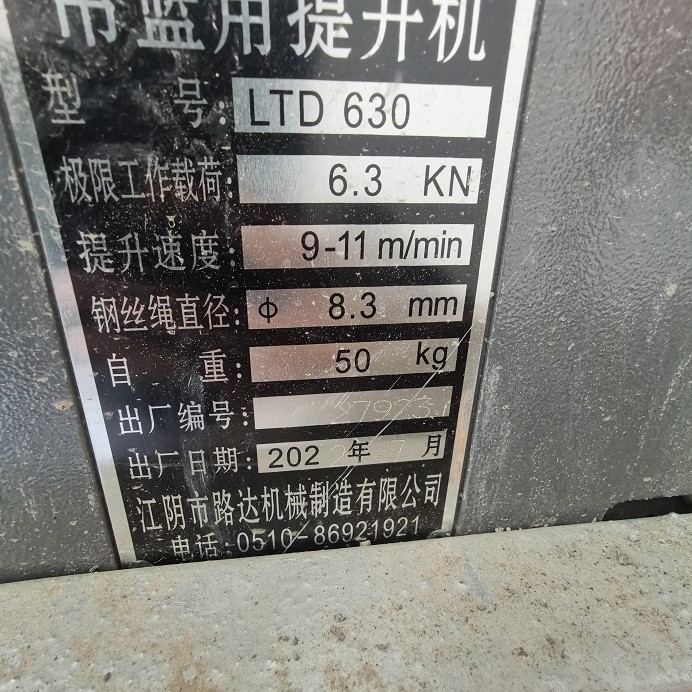 吊篮用提升机
型 号: LTD 630
极限工作载荷: 6.3 KN
提升速度: 9-11 m/min
钢丝绳直径: ф 8.3 mm
自 重: 50 kg
出厂编号:
出厂日期: 202 年 7 月
江阴市路达机械制造有限公司
电话:0510-86921921